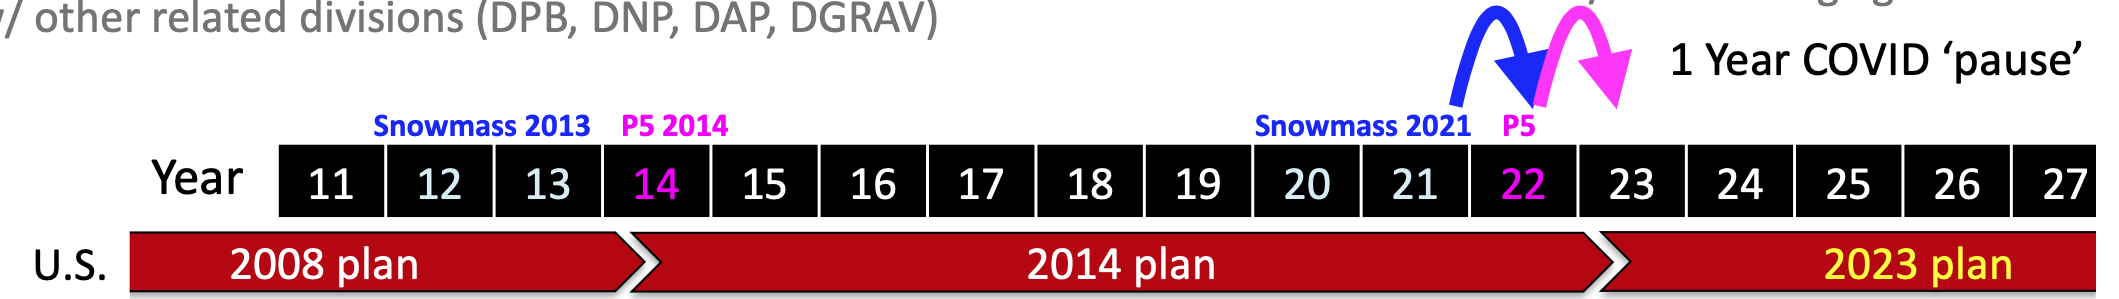 / other related divisions (DPB, DNP, DAP, DGRAV)
1 Year COVID ‘pause’
Snowmass 2013 P5 2014 Snowmass 2021 P5
Year 11 12 13 14 15 16 17 18 19 20 21 22 23 24 25 26 27
U.S. 2008 plan 2014 plan 2023 plan